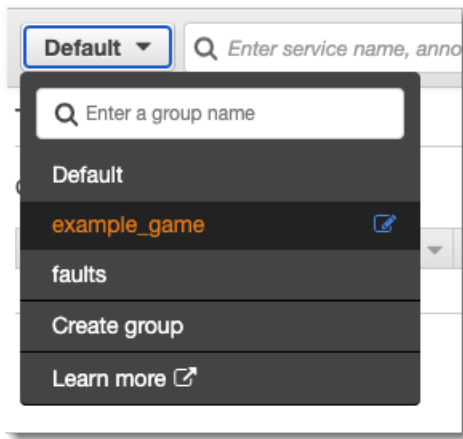 Default
Enter service name, anno
Enter a group name
Default
example_game
faults
Create group
Learn more